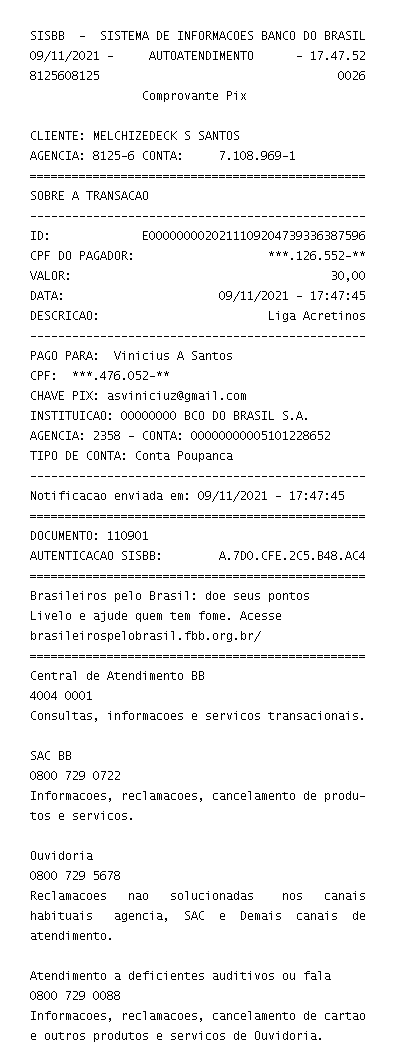 SISBB - SISTEMA DE INFORMACOES BANCO DO BRASIL
09/11/2021 - AUTOATENDIMENTO - 17.47.52
8125608125 0026
Comprovante Pix
CLIENTE: MELCHIZEDECK S SANTOS
AGENCIA: 8125-6 CONTA: 7.108.969-1
================================================
SOBRE A TRANSACAO
------------------------------------------------
ID: E0000000020211109204739336387596
CPF DO PAGADOR: ***.126.552-**
VALOR: 30,00
DATA: 09/11/2021 - 17:47:45
DESCRICAO: Liga Acretinos
------------------------------------------------
PAGO PARA: Vinicius A Santos
CPF: ***.476.052-**
CHAVE PIX: asviniciuz@gmail.com
INSTITUICAO: 00000000 BCO DO BRASIL S.A.
AGENCIA: 2358 - CONTA: 00000000005101228652
TIPO DE CONTA: Conta Poupanca
------------------------------------------------
Notificacao enviada em: 09/11/2021 - 17:47:45
================================================
DOCUMENTO: 110901
AUTENTICACAO SISBB: A.7D0.CFE.2C5.B48.AC4
================================================
Brasileiros pelo Brasil: doe seus pontos
Livelo e ajude quem tem fome. Acesse
brasileirospelobrasil.fbb.org.br/
================================================
Central de Atendimento BB
4004 0001
Consultas, informacoes e servicos transacionais.
SAC BB
0800 729 0722
Informacoes, reclamacoes, cancelamento de produ-
tos e servicos.
Ouvidoria
0800 729 5678
Reclamacoes nao solucionadas nos canais
habituais agencia, SAC e Demais canais de
atendimento.
Atendimento a deficientes auditivos ou fala
0800 729 0088
Informacoes, reclamacoes, cancelamento de cartao
e outros produtos e servicos de Ouvidoria.